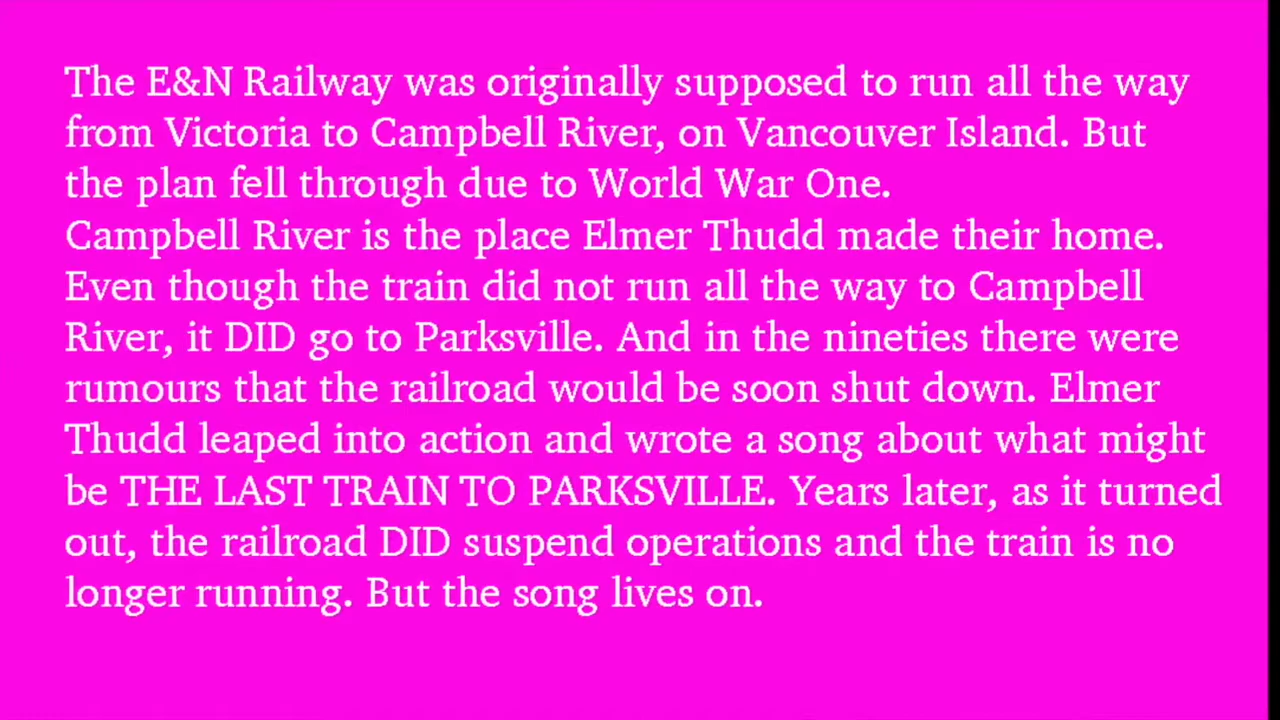 The E&N Railway was originally supposed to run all the way
from Victoria to Campbell River, on Vancouver Island. But
the plan fell through due to World War One.
Campbell River is the place Elmer Thudd made their home.
Even though the train did not run all the way to Campbell
River, it DID go to Parksville. And in the nineties there were
rumours that the railroad would be soon shut down. Elmer
Thudd leaped into action and wrote a song about what might
be THE LAST TRAIN TO PARKSVILLE. Years later, as it turned
out, the railroad DID suspend operations and the train is no
longer running. But the song lives on.